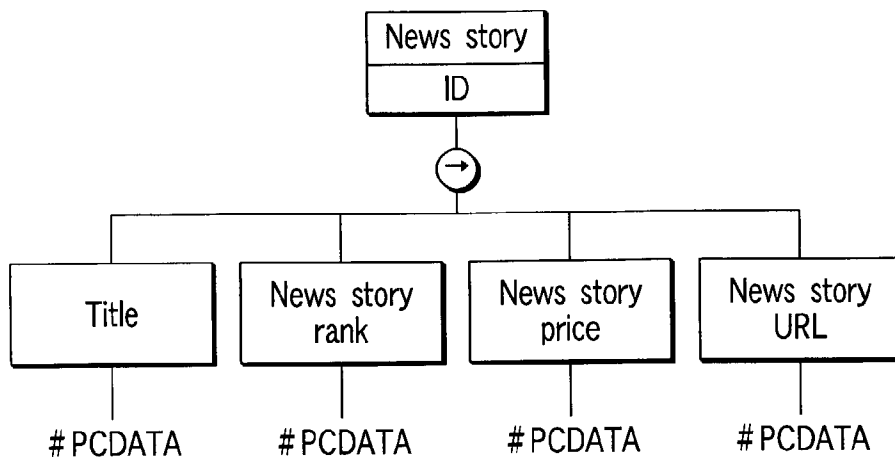 News story
ID
Title
News story
rank
News story
price
News story
URL
#PCDATA
#PCDATA
#PCDATA
#PCDATA